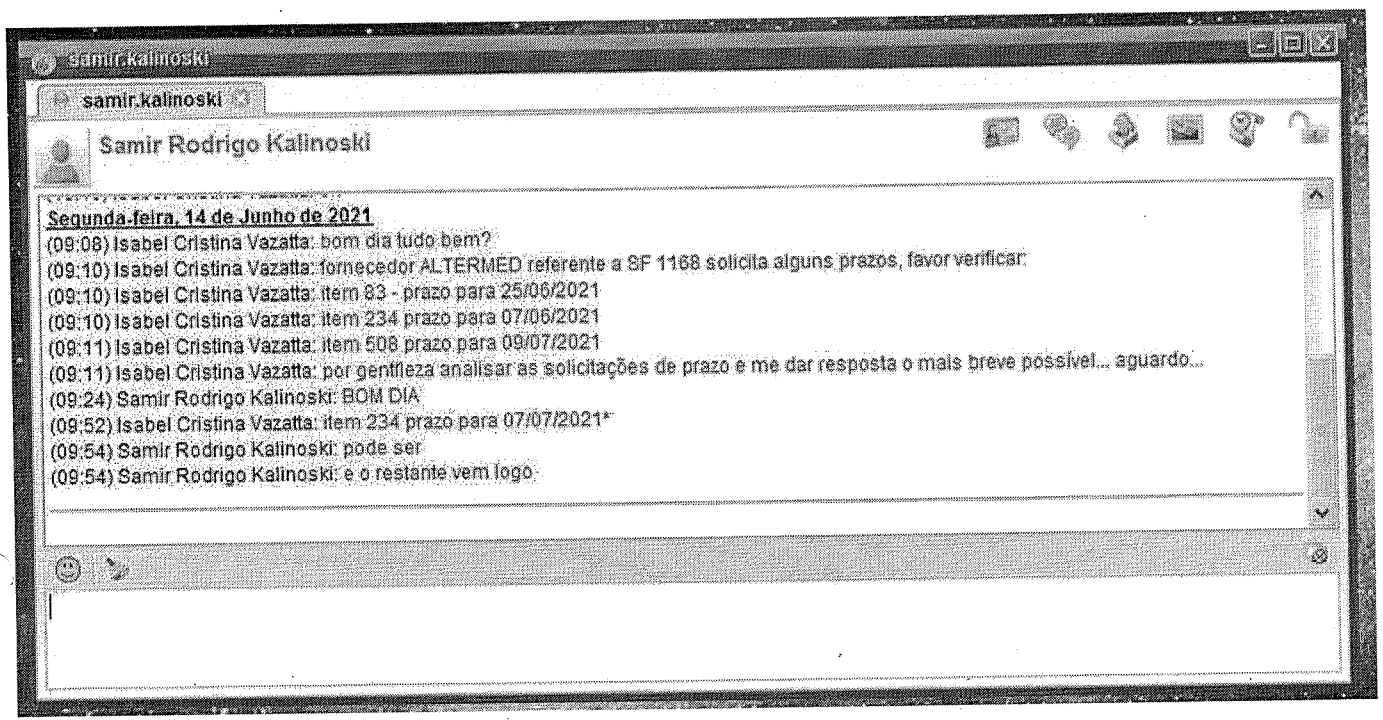 samir.kalinoski
samir.kalinoski
Samir Rodrigo Kalinoski
Segunda-feira, 14 de Junho de 2021
(09:08) Isabel Cristina Vazatta: bom dia tudo bem?
(09:10) Isabel Cristina Vazatta: fornecedor ALTERMED referente a SF 1168 solicita alguns prazos, favor verificar:
(09:10) Isabel Cristina Vazatta: item 83 - prazo para 25/06/2021
(09:10) Isabel Cristina Vazatta: item 234 prazo para 07/06/2021
(09:11) Isabel Cristina Vazatta: item 508 prazo para 09/07/2021
(09:11) Isabel Cristina Vazatta: por gentileza analisar as solicitações de prazo e me dar resposta o mais breve possível... aguardo...
(09:24) Samir Rodrigo Kalinoski: BOM DIA
(09:52) Isabel Cristina Vazatta: item 234 prazo para 07/07/2021*
(09:54) Samir Rodrigo Kalinoski: pode ser
(09:54) Samir Rodrigo Kalinoski: e o restante vem logo